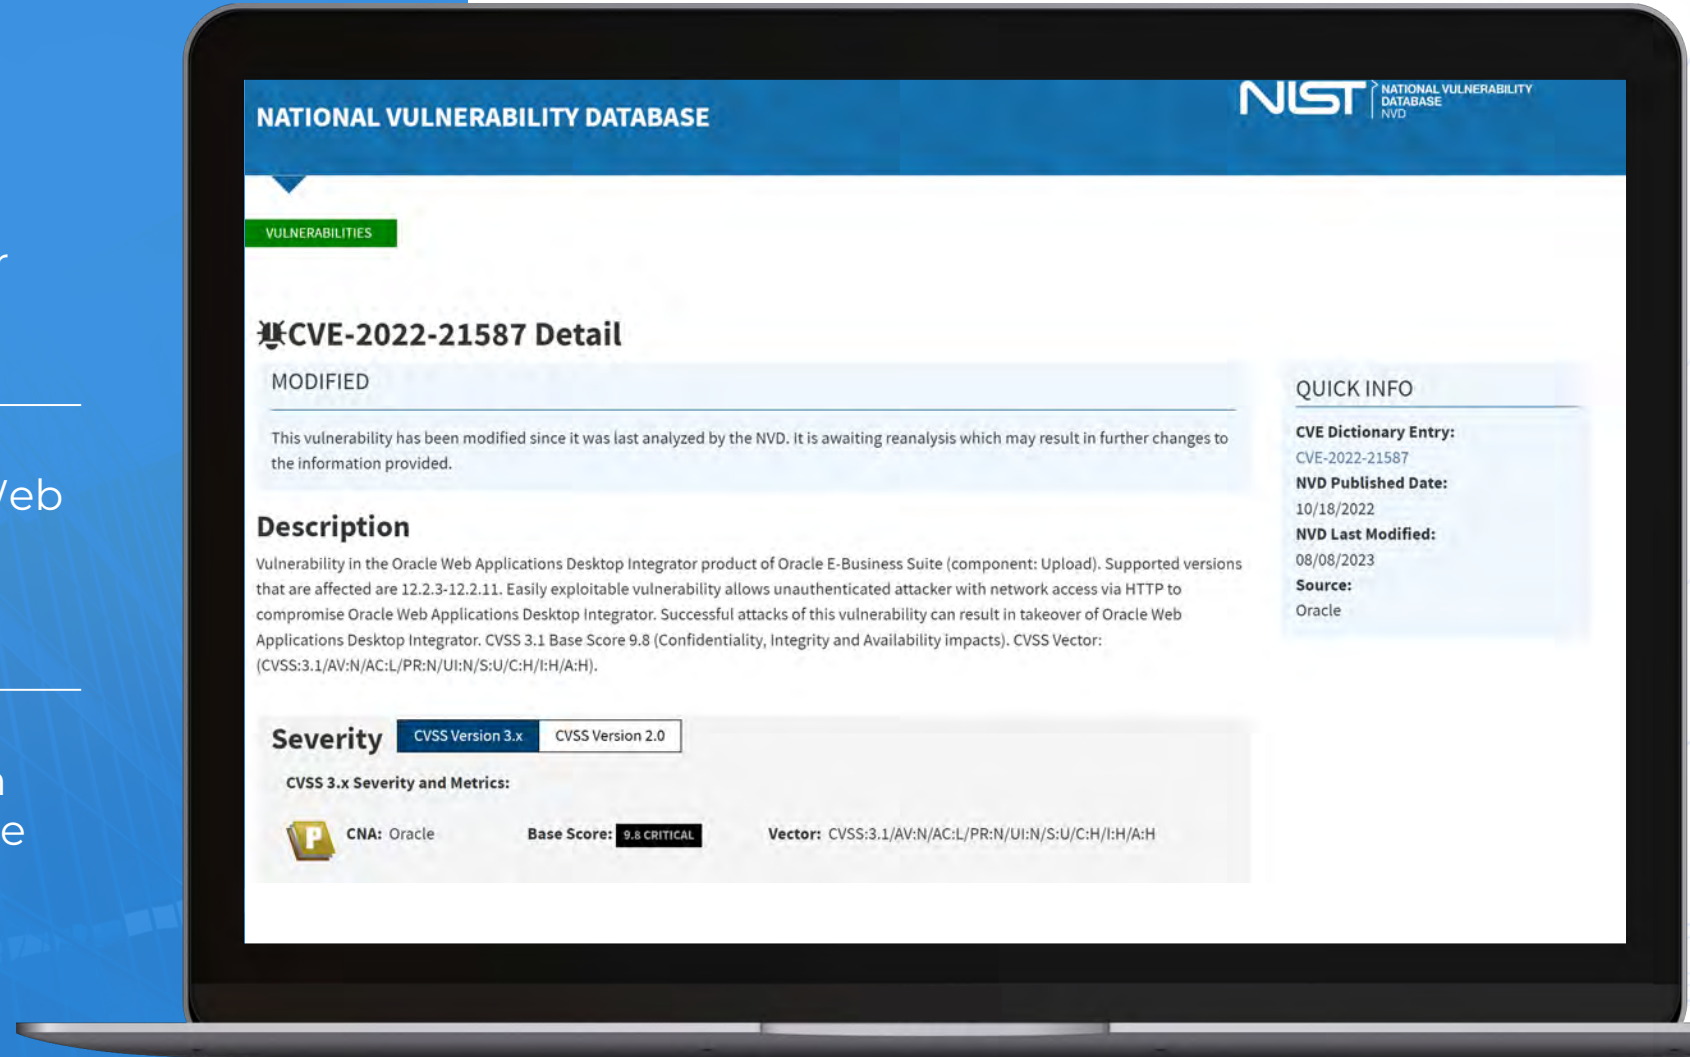 r
Web
n
e
NATIONAL VULNERABILITY DATABASE
NIST
NATIONAL VULNERABILITY
DATABASE
NVD
VULNERABILITIES
CVE-2022-21587 Detail
MODIFIED
This vulnerability has been modified since it was last analyzed by the NVD. It is awaiting reanalysis which may result in further changes to
the information provided.
Description
Vulnerability in the Oracle Web Applications Desktop Integrator product of Oracle E-Business Suite (component: Upload). Supported versions
that are affected are 12.2.3-12.2.11. Easily exploitable vulnerability allows unauthenticated attacker with network access via HTTP to
compromise Oracle Web Applications Desktop Integrator. Successful attacks of this vulnerability can result in takeover of Oracle Web
Applications Desktop Integrator. CVSS 3.1 Base Score 9.8 (Confidentiality, Integrity and Availability impacts). CVSS Vector:
(CVSS:3.1/AV:N/AC:L/PR:N/UI:N/S:U/C:H/I:H/A:H).
Severity CVSS Version 3.x CVSS Version 2.0
CVSS 3.x Severity and Metrics:
P CNA: Oracle Base Score: 9.8 CRITICAL Vector: CVSS:3.1/AV:N/AC:L/PR:N/UI:N/S:U/C:H/I:H/A:H
QUICK INFO
CVE Dictionary Entry:
CVE-2022-21587
NVD Published Date:
10/18/2022
NVD Last Modified:
08/08/2023
Source:
Oracle